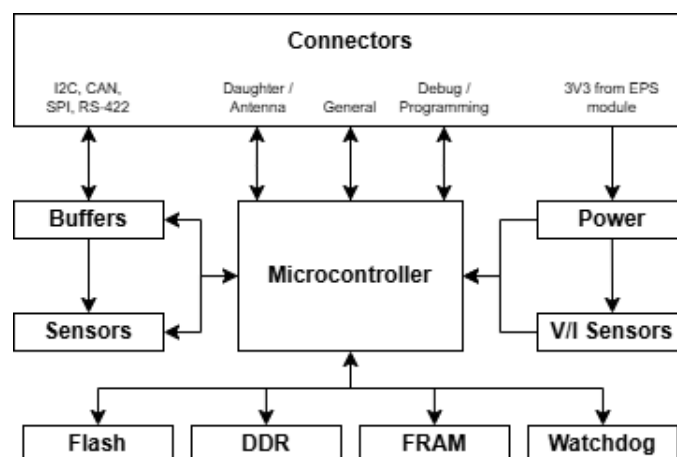 Connectors
I2C, CAN,
SPI, RS-422
Daughter /
Antenna
General
Debug /
Programming
3V3 from EPS
module
Buffers
Microcontroller
Power
Sensors
V/I Sensors
Flash
DDR
FRAM
Watchdog